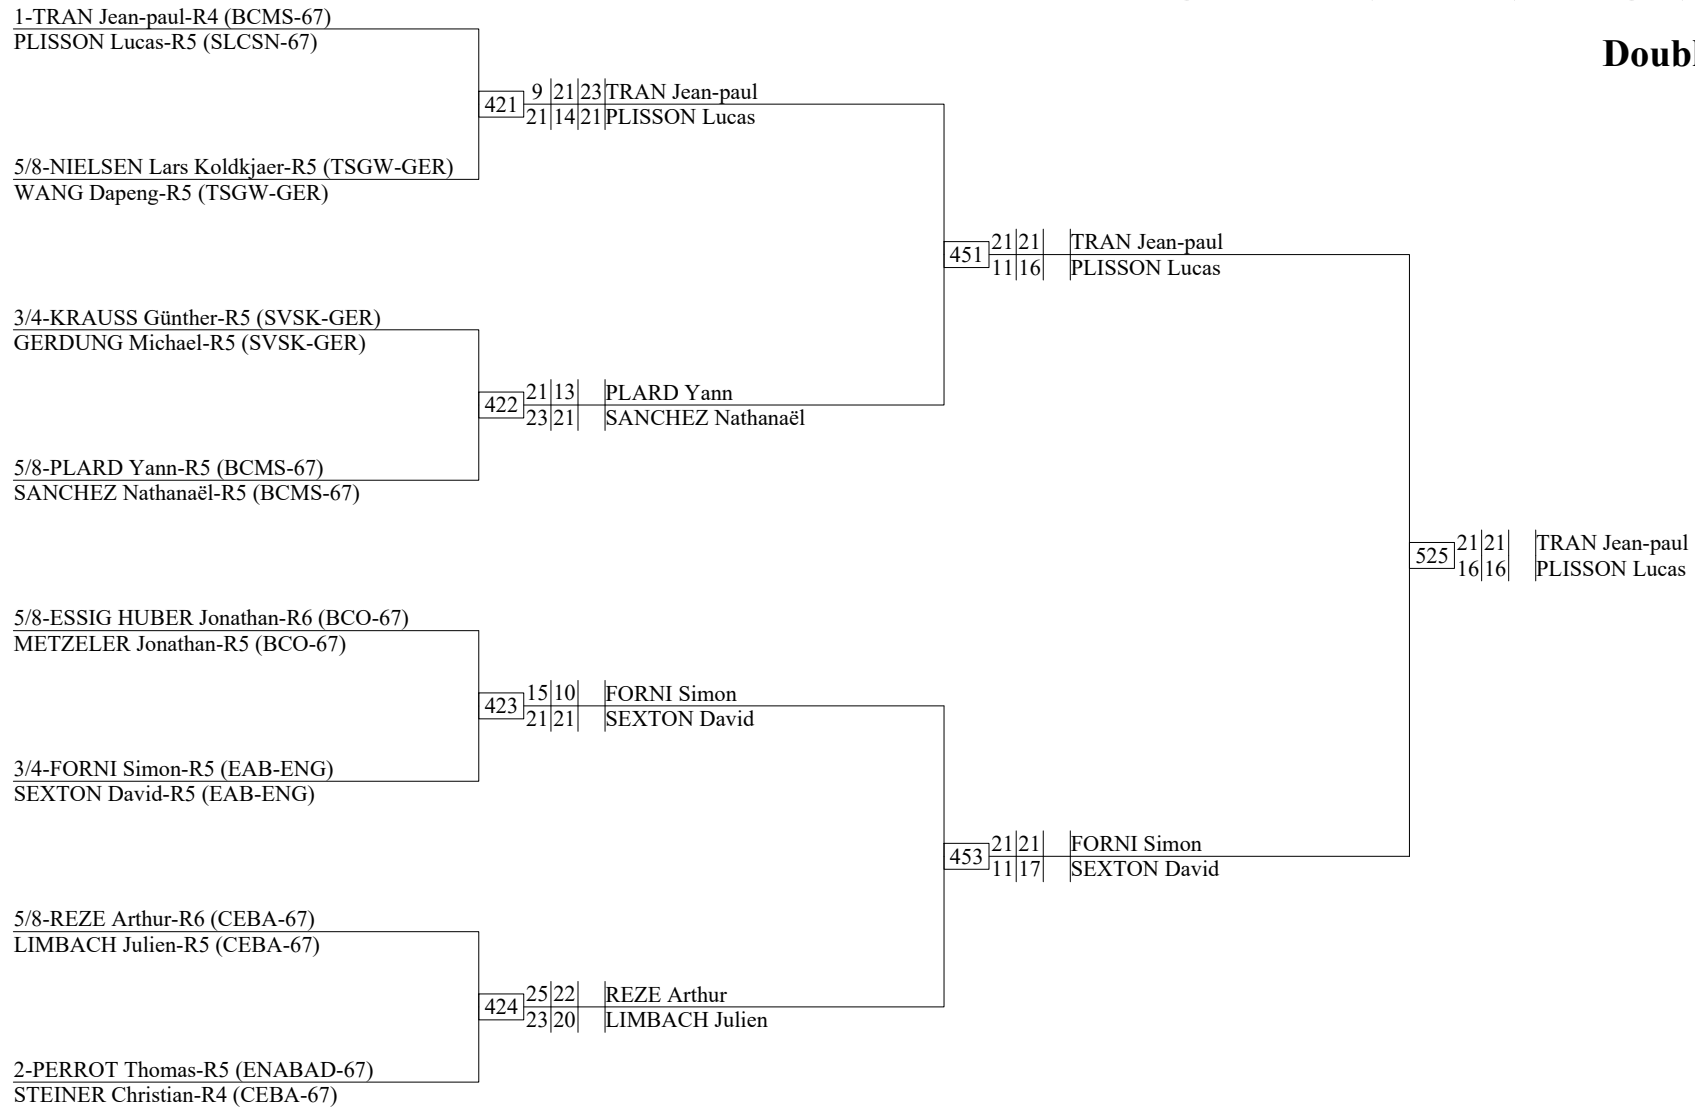 Doubl
1-TRAN Jean-paul-R4 (BCMS-67)
PLISSON Lucas-R5 (SLCSN-67)
421 9 21 23 TRAN Jean-paul
21 14 21 PLISSON Lucas
5/8-NIELSEN Lars Koldkjaer-R5 (TSGW-GER)
WANG Dapeng-R5 (TSGW-GER)
451 21 21 TRAN Jean-paul
11 16 PLISSON Lucas
3/4-KRAUSS Günther-R5 (SVSK-GER)
GERDUNG Michael-R5 (SVSK-GER)
422 21 13 PLARD Yann
23 21 SANCHEZ Nathanaël
5/8-PLARD Yann-R5 (BCMS-67)
SANCHEZ Nathanaël-R5 (BCMS-67)
525 21 21 TRAN Jean-paul
16 16 PLISSON Lucas
5/8-ESSIG HUBER Jonathan-R6 (BCO-67)
METZELER Jonathan-R5 (BCO-67)
423 15 10 FORNI Simon
21 21 SEXTON David
3/4-FORNI Simon-R5 (EAB-ENG)
SEXTON David-R5 (EAB-ENG)
453 21 21 FORNI Simon
11 17 SEXTON David
5/8-REZE Arthur-R6 (CEBA-67)
LIMBACH Julien-R5 (CEBA-67)
424 25 22 REZE Arthur
23 20 LIMBACH Julien
2-PERROT Thomas-R5 (ENABAD-67)
STEINER Christian-R4 (CEBA-67)